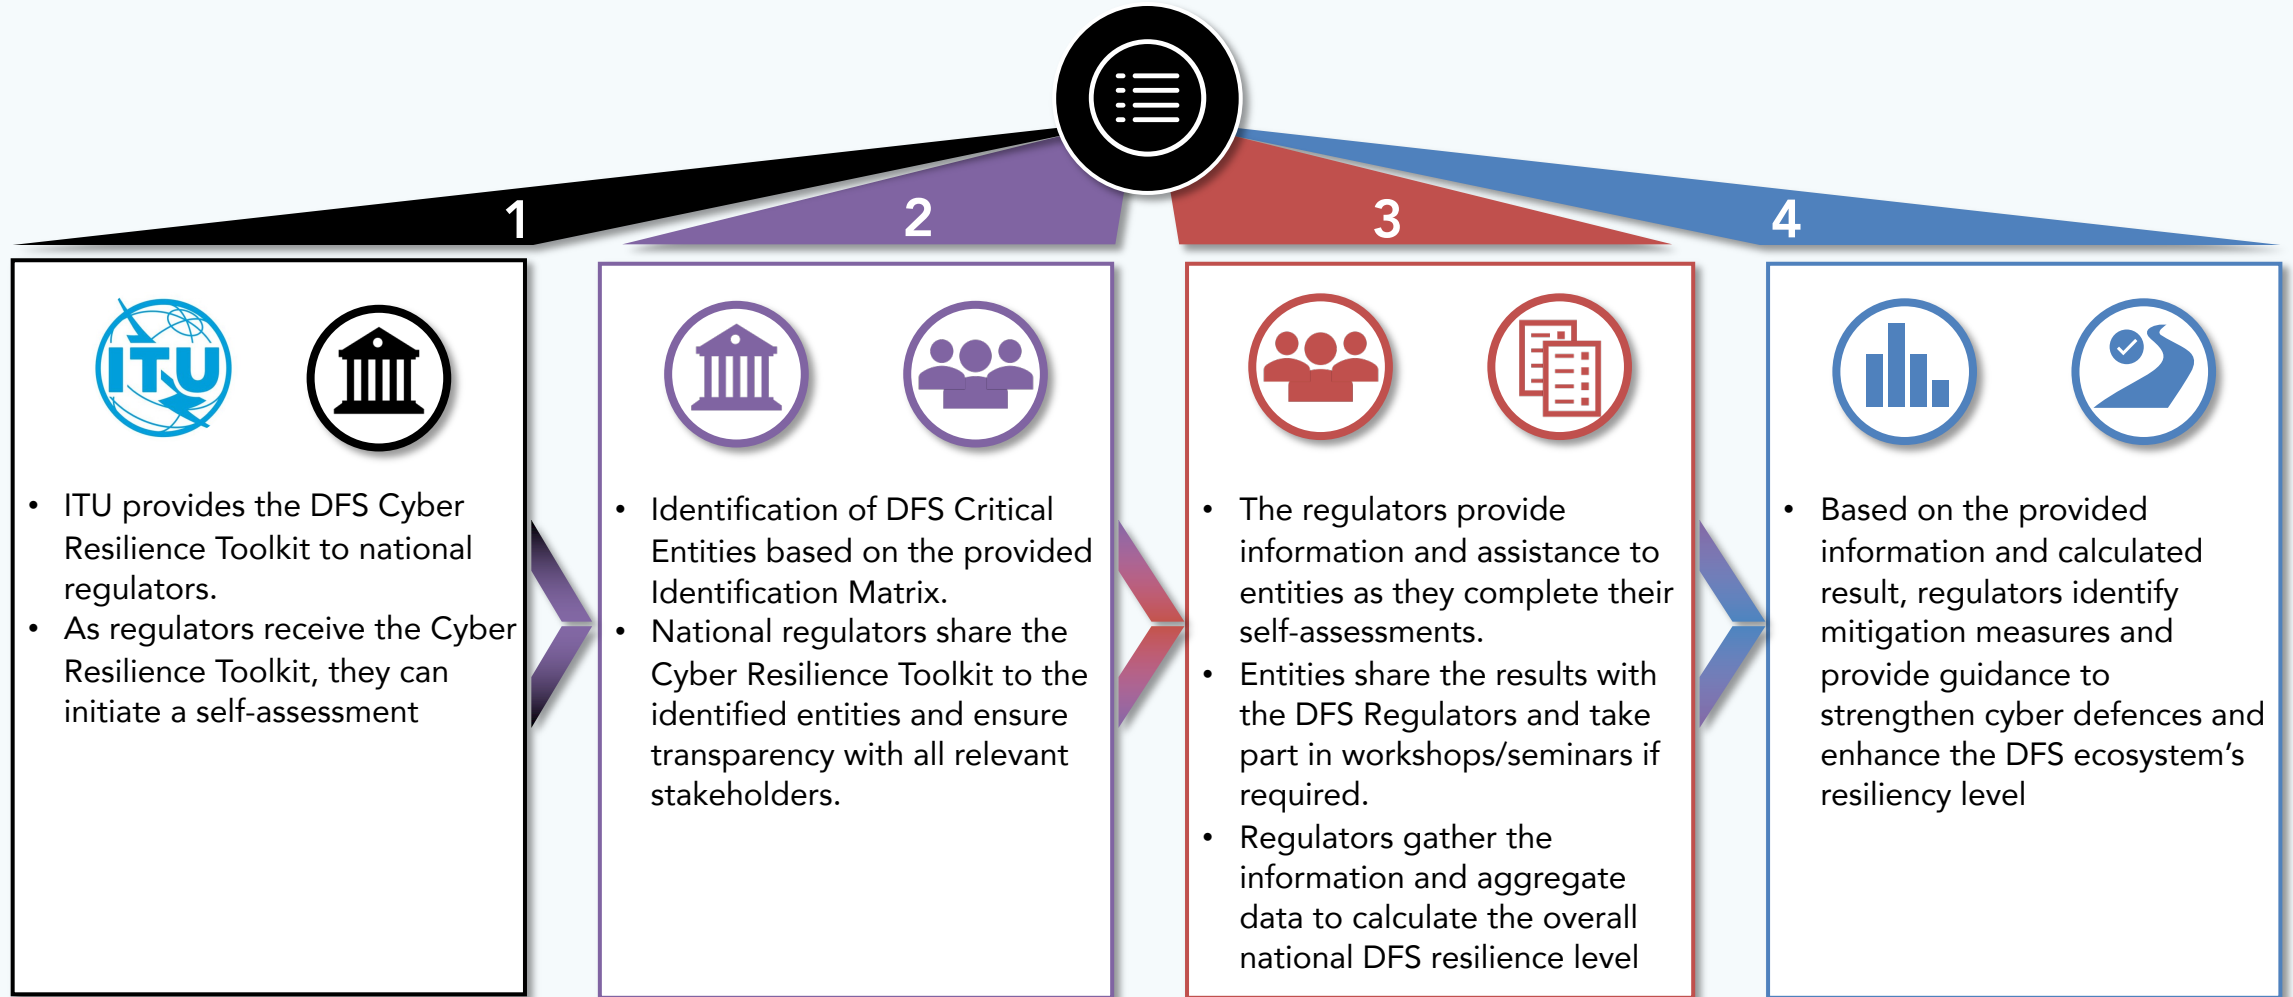 1
2
3
4
ITU
• ITU provides the DFS Cyber
Resilience Toolkit to national
regulators.
• As regulators receive the Cyber
Resilience Toolkit, they can
initiate a self-assessment
• Identification of DFS Critical
Entities based on the provided
Identification Matrix.
• National regulators share the
Cyber Resilience Toolkit to the
identified entities and ensure
transparency with all relevant
stakeholders.
• The regulators provide
information and assistance to
entities as they complete their
self-assessments.
• Entities share the results with
the DFS Regulators and take
part in workshops/seminars if
required.
• Regulators gather the
information and aggregate
data to calculate the overall
national DFS resilience level
• Based on the provided
information and calculated
result, regulators identify
mitigation measures and
provide guidance to
strengthen cyber defences and
enhance the DFS ecosystem’s
resiliency level